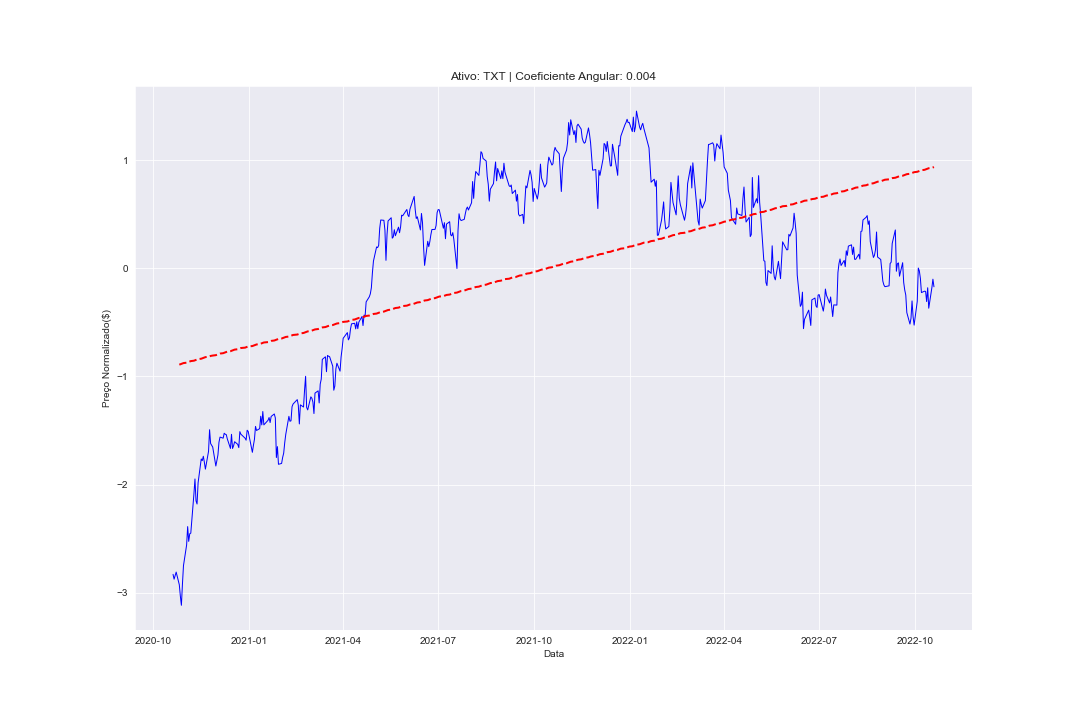 Ativo: TXT | Coeficiente Angular: 0.004
Preço Normalizado($)
1
0
−1
−2
−3
2020-10 2021-01 2021-04 2021-07 2021-10 2022-01 2022-04 2022-07 2022-10
Data